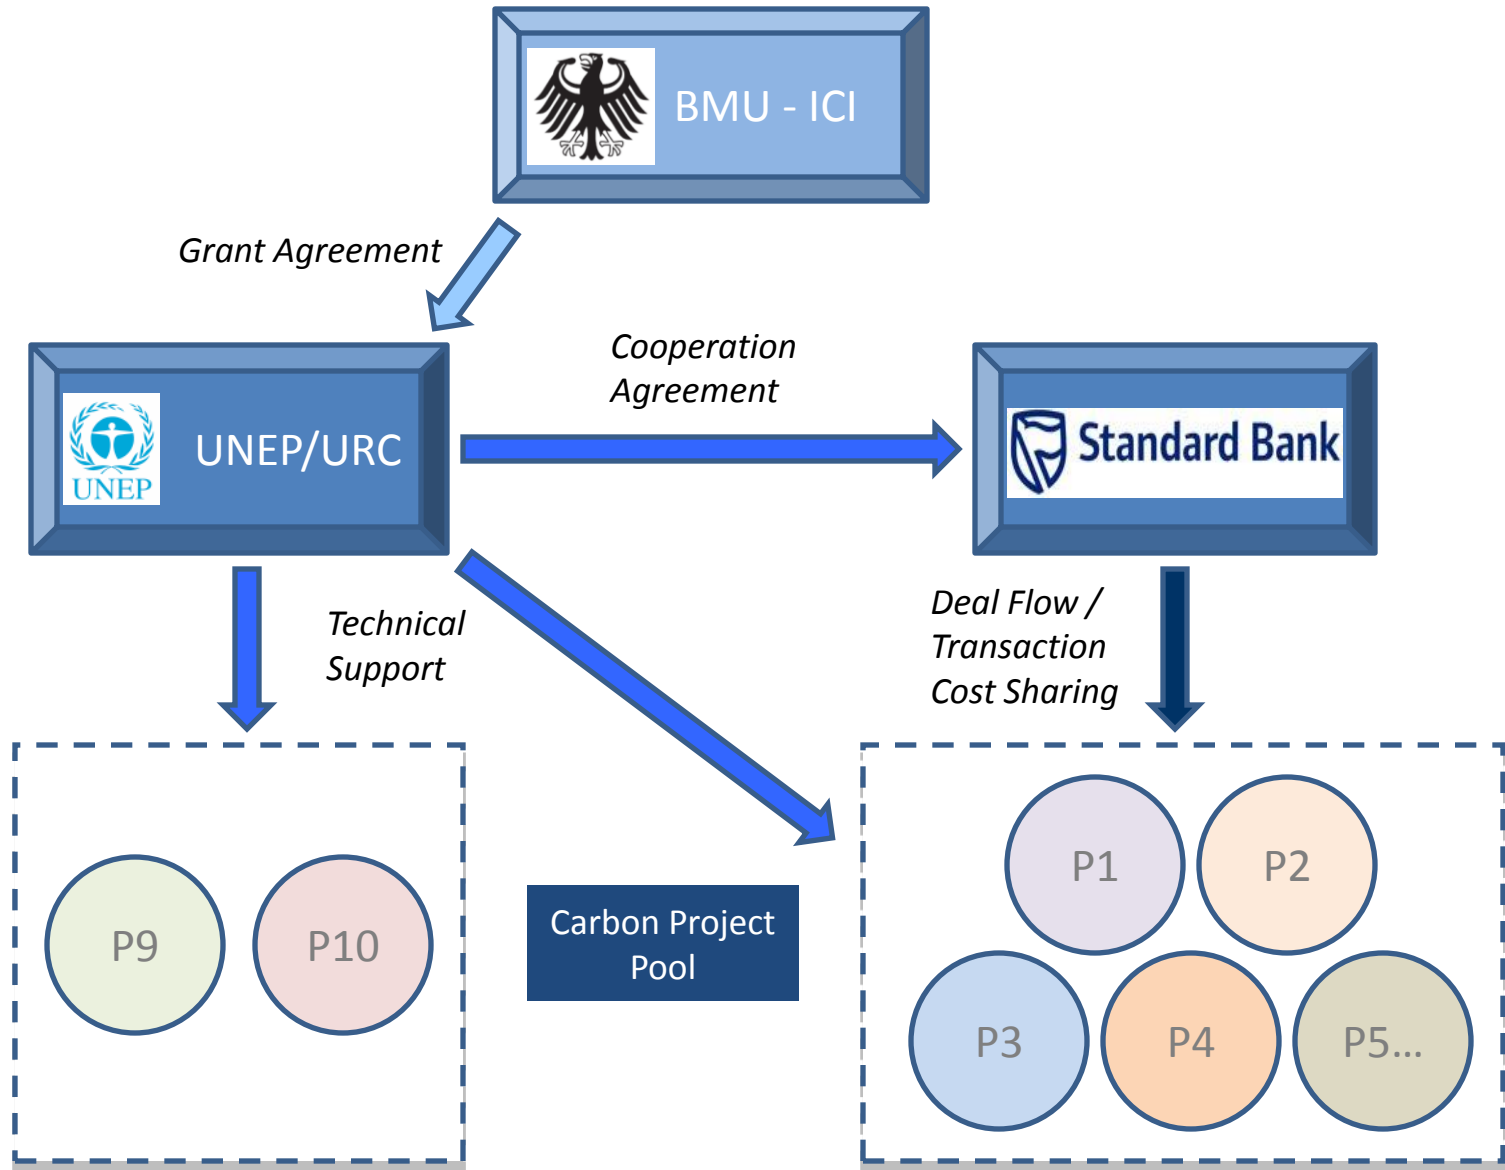 BMU - ICI
Grant Agreement
Cooperation
Agreement
UNEP
UNEP/URC
Standard Bank
Technical
Support
Deal Flow /
Transaction
Cost Sharing
P9
P10
Carbon Project
Pool
P1
P2
P3
P4
P5...